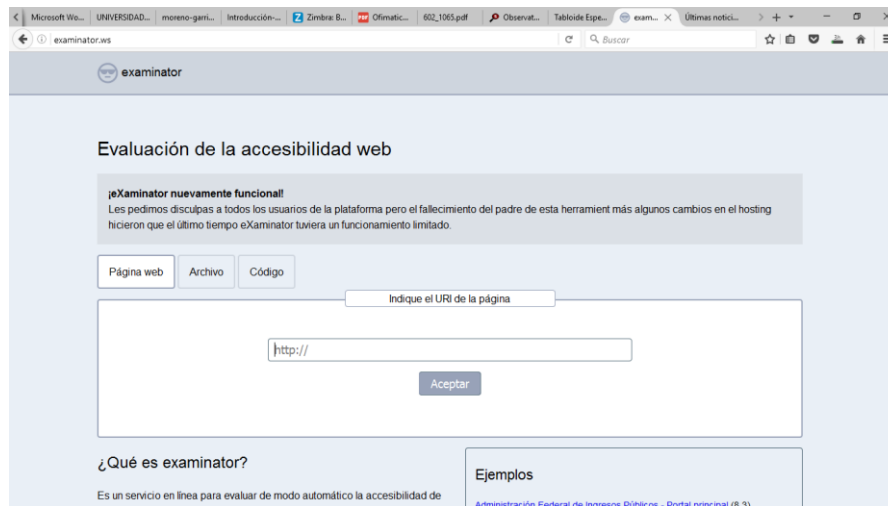 Microsoft Wo... UNIVERSIDAD... moreno-garri... Introducción-... Zimbra: B... Ofimatic... 602_1065.pdf Observat... Tabloide Espe... exam... Últimas notici...
examinator.ws Buscar
examinator
Evaluación de la accesibilidad web
¡eXaminator nuevamente funcional!
Les pedimos disculpas a todos los usuarios de la plataforma pero el fallecimiento del padre de esta herramient más algunos cambios en el hosting
hicieron que el último tiempo eXaminator tuviera un funcionamiento limitado.
Página web Archivo Código
Indique el URI de la página
http://
Aceptar
¿Qué es examinator?
Ejemplos
Es un servicio en línea para evaluar de modo automático la accesibilidad de
Administración Federal de Ingresos Públicos - Portal principal (8.3)